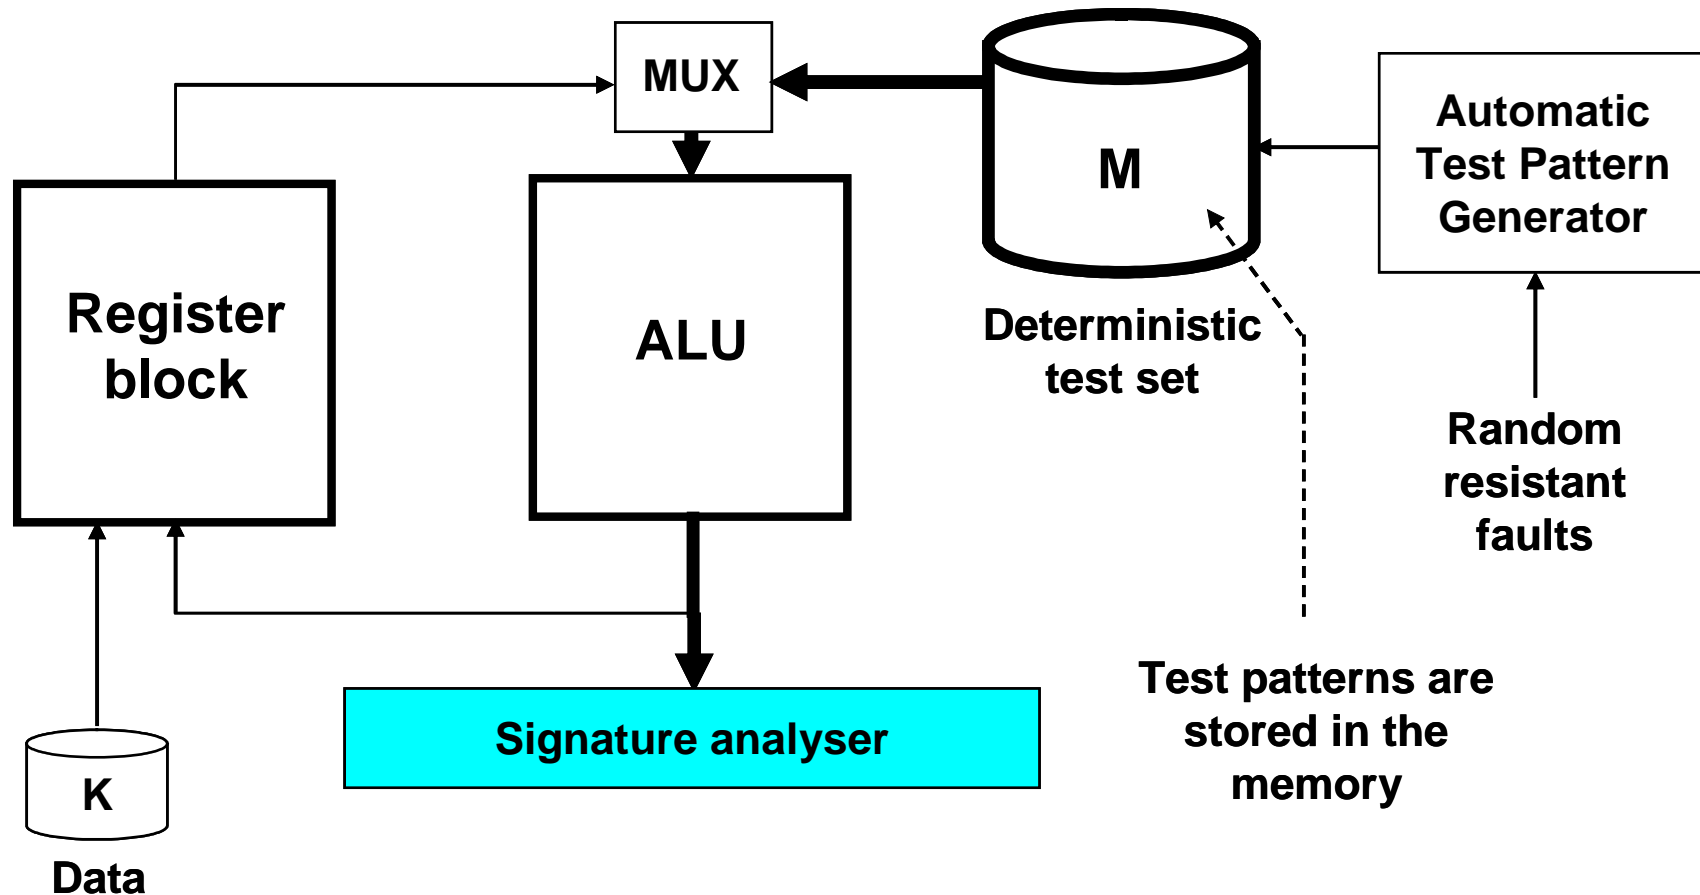 MUX
M
Automatic
Test Pattern
Generator
Register
block
ALU
Deterministic
test set
Random
resistant
faults
Test patterns are
stored in the
memory
Signature analyser
K
Data